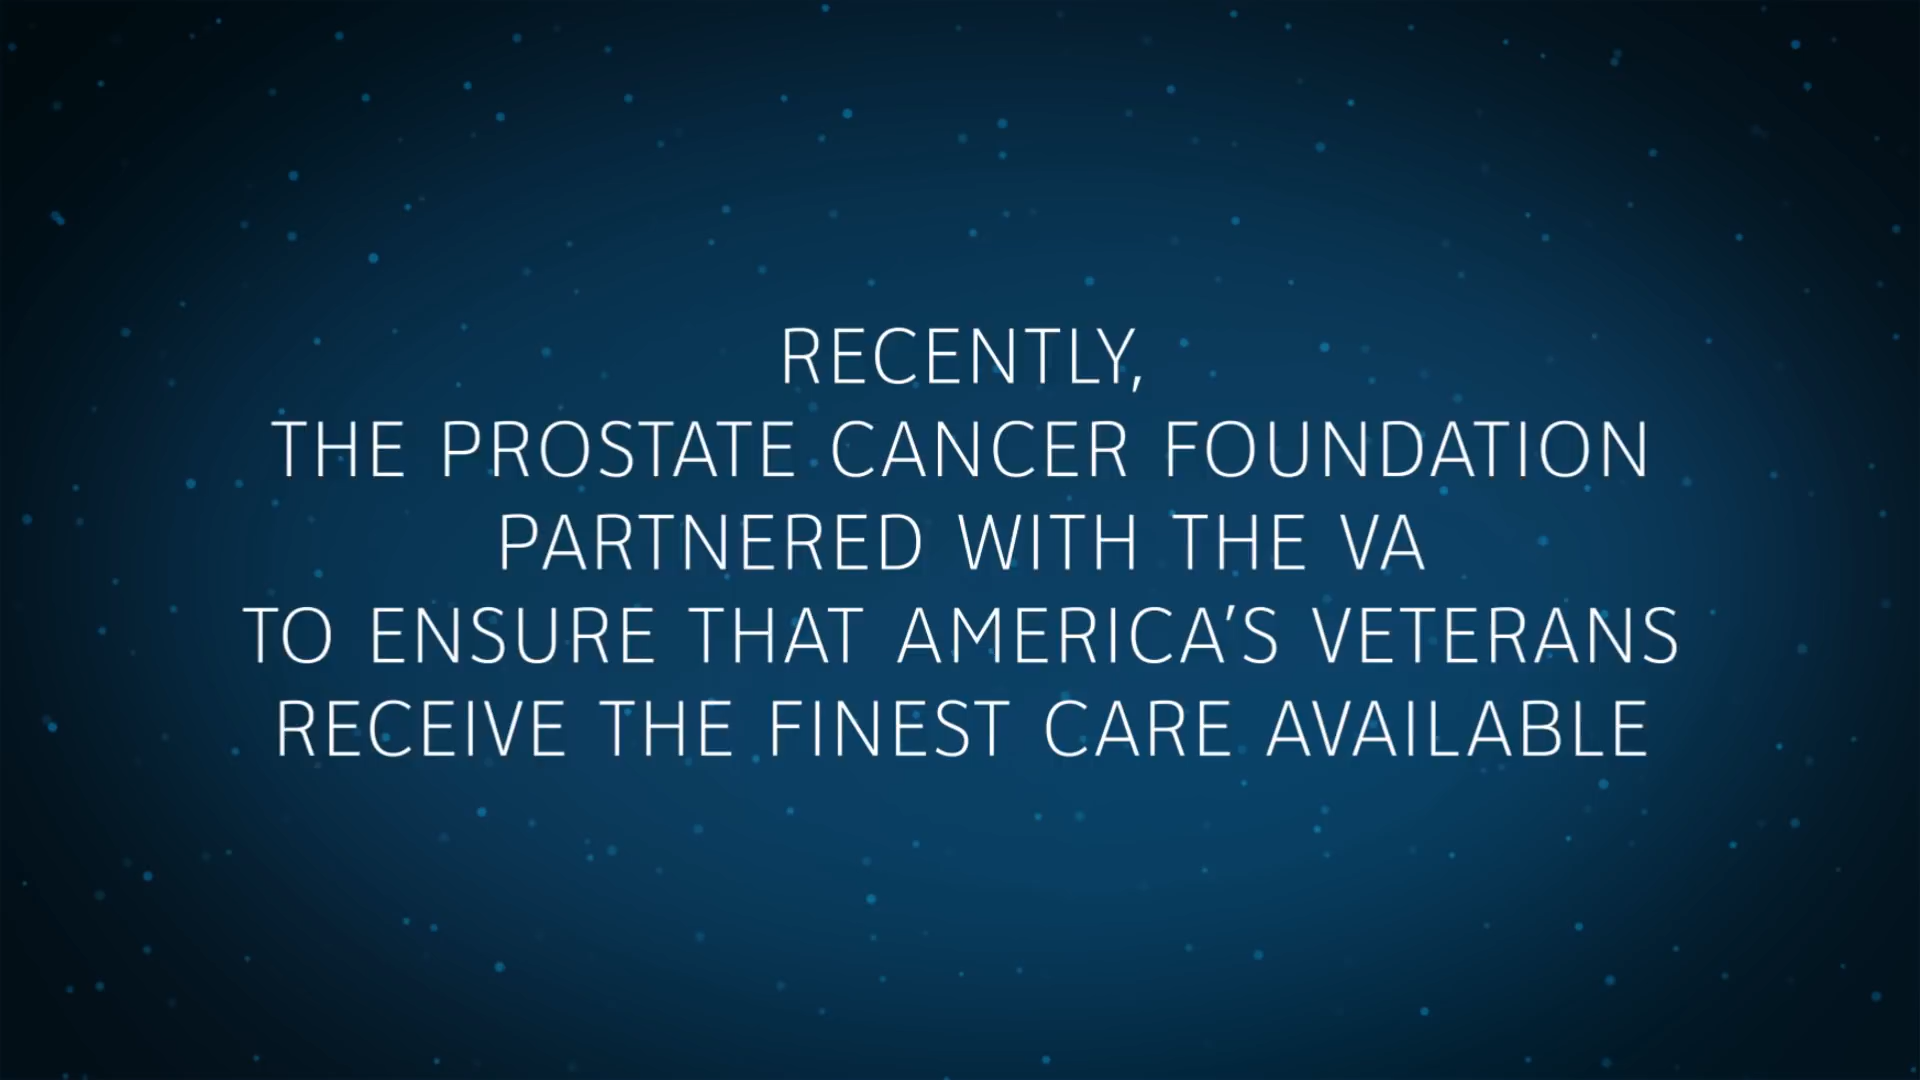 RECENTLY,
THE PROSTATE CANCER FOUNDATION
PARTNERED WITH THE VA
TO ENSURE THAT AMERICA'S VETERANS
RECEIVE THE FINEST CARE AVAILABLE